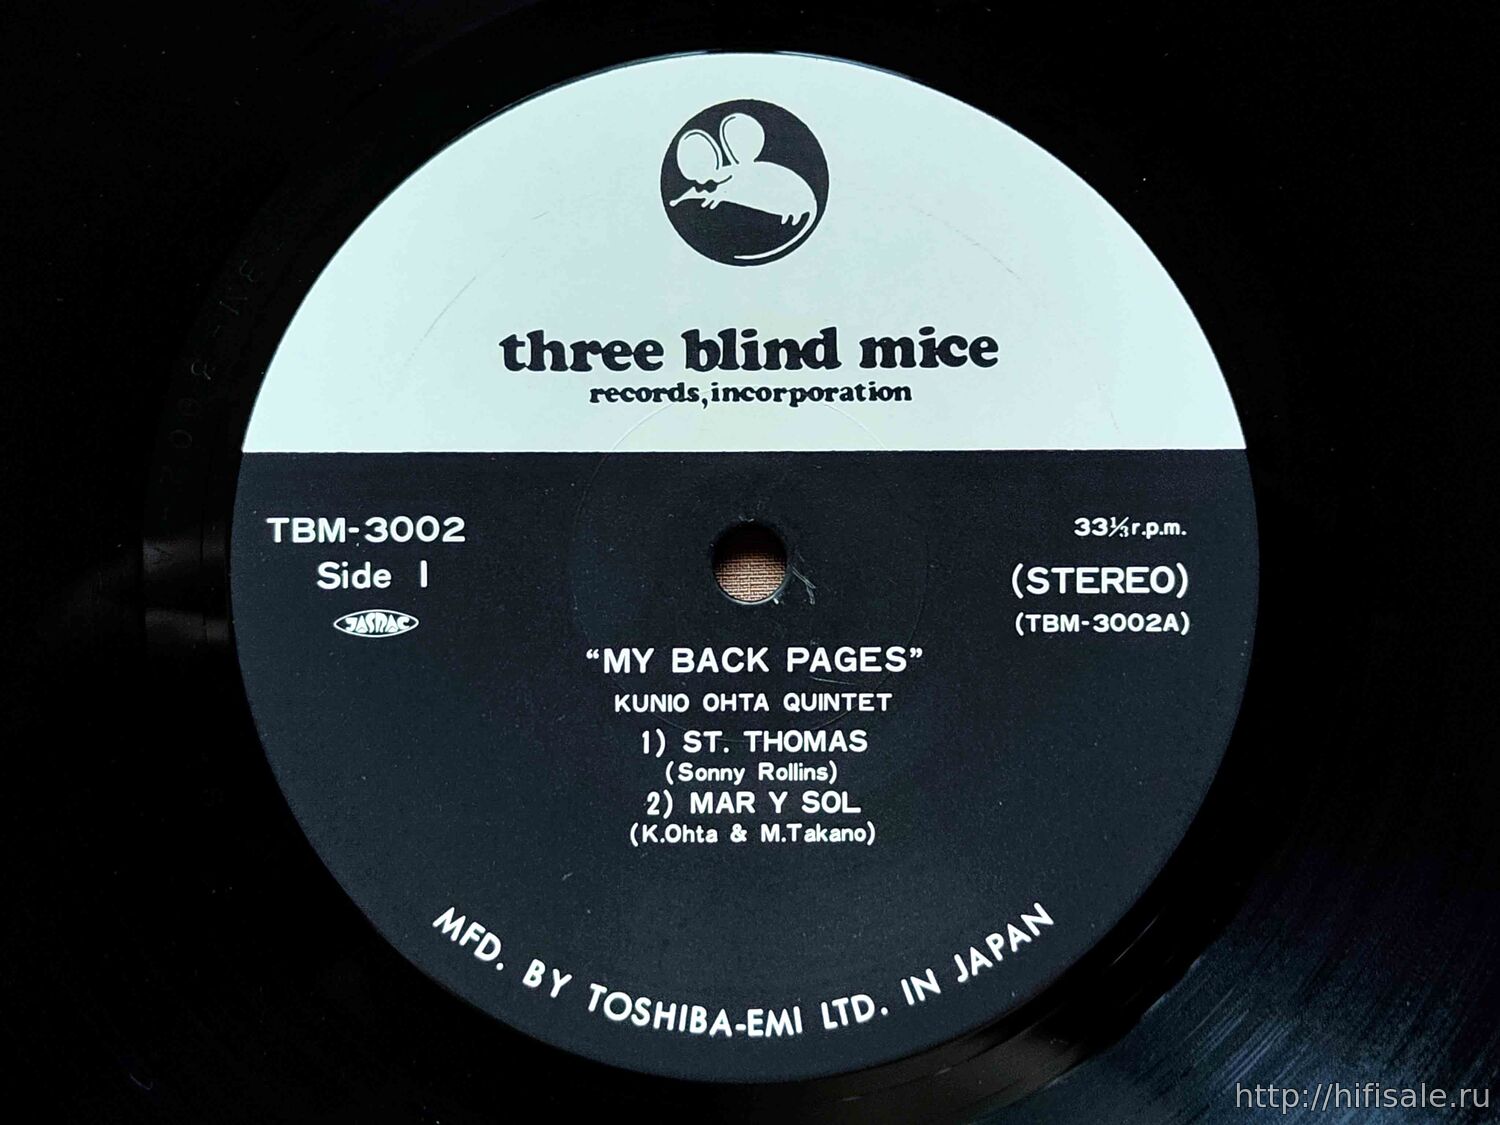 three blind mice
records, incorporation
TBM-3002
Side 1
JASRAC
33⅓ r.p.m.
(STEREO)
(TBM-3002A)
“MY BACK PAGES”
KUNIO OHTA QUINTET
1) ST. THOMAS
(Sonny Rollins)
2) MAR Y SOL
(K.Ohta & M.Takano)
MFD. BY TOSHIBA-EMI LTD. IN JAPAN
http://hifisale.ru